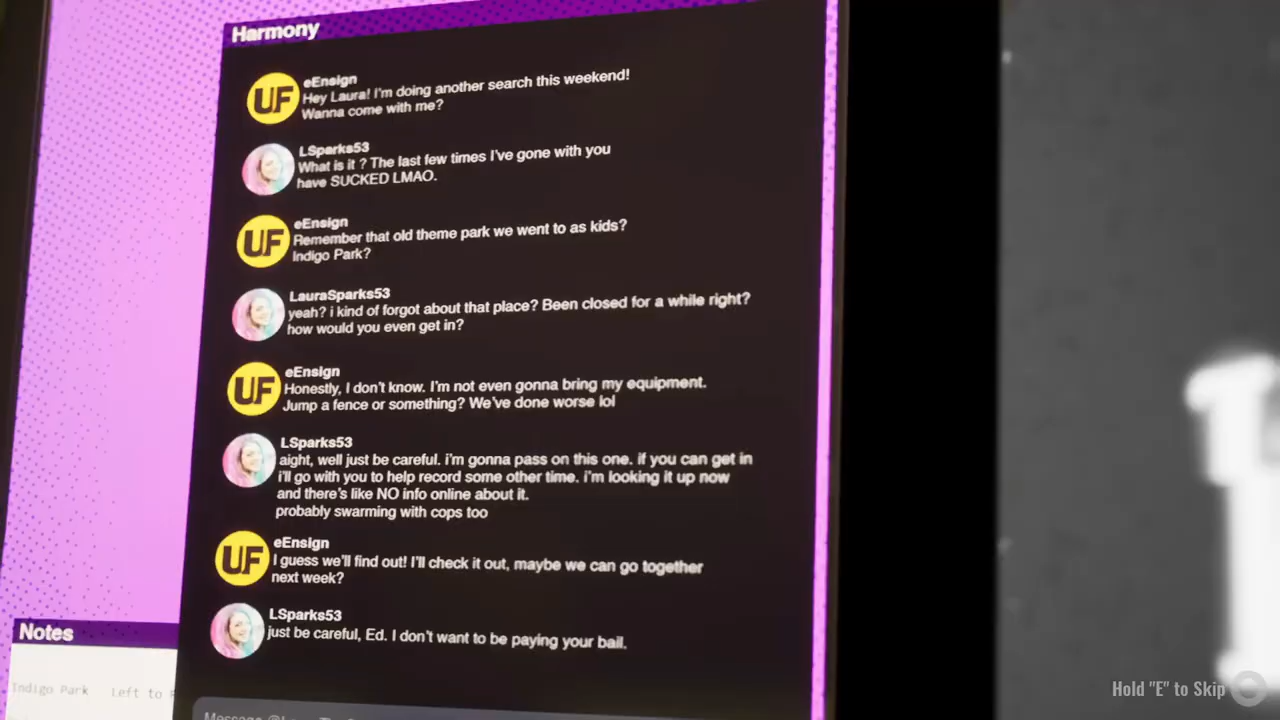 Harmony
UF
eEnsign
Hey Laura! I'm doing another search this weekend!
Wanna come with me?
LSparks53
What is it ? The last few times I've gone with you
have SUCKED LMAO.
UF
eEnsign
Remember that old theme park we went to as kids?
Indigo Park?
LauraSparks53
yeah? i kind of forgot about that place? Been closed for a while right?
how would you even get in?
UF
eEnsign
Honestly, I don't know. I'm not even gonna bring my equipment.
Jump a fence or something? We've done worse lol
LSparks53
aight, well just be careful. i'm gonna pass on this one. if you can get in
i'll go with you to help record some other time. i'm looking it up now
and there's like NO info online about it.
probably swarming with cops too
UF
eEnsign
I guess we'll find out! I'll check it out, maybe we can go together
next week?
LSparks53
just be careful, Ed. I don't want to be paying your bail.
Notes
Indigo Park Left to
Message
Hold "E" to Skip